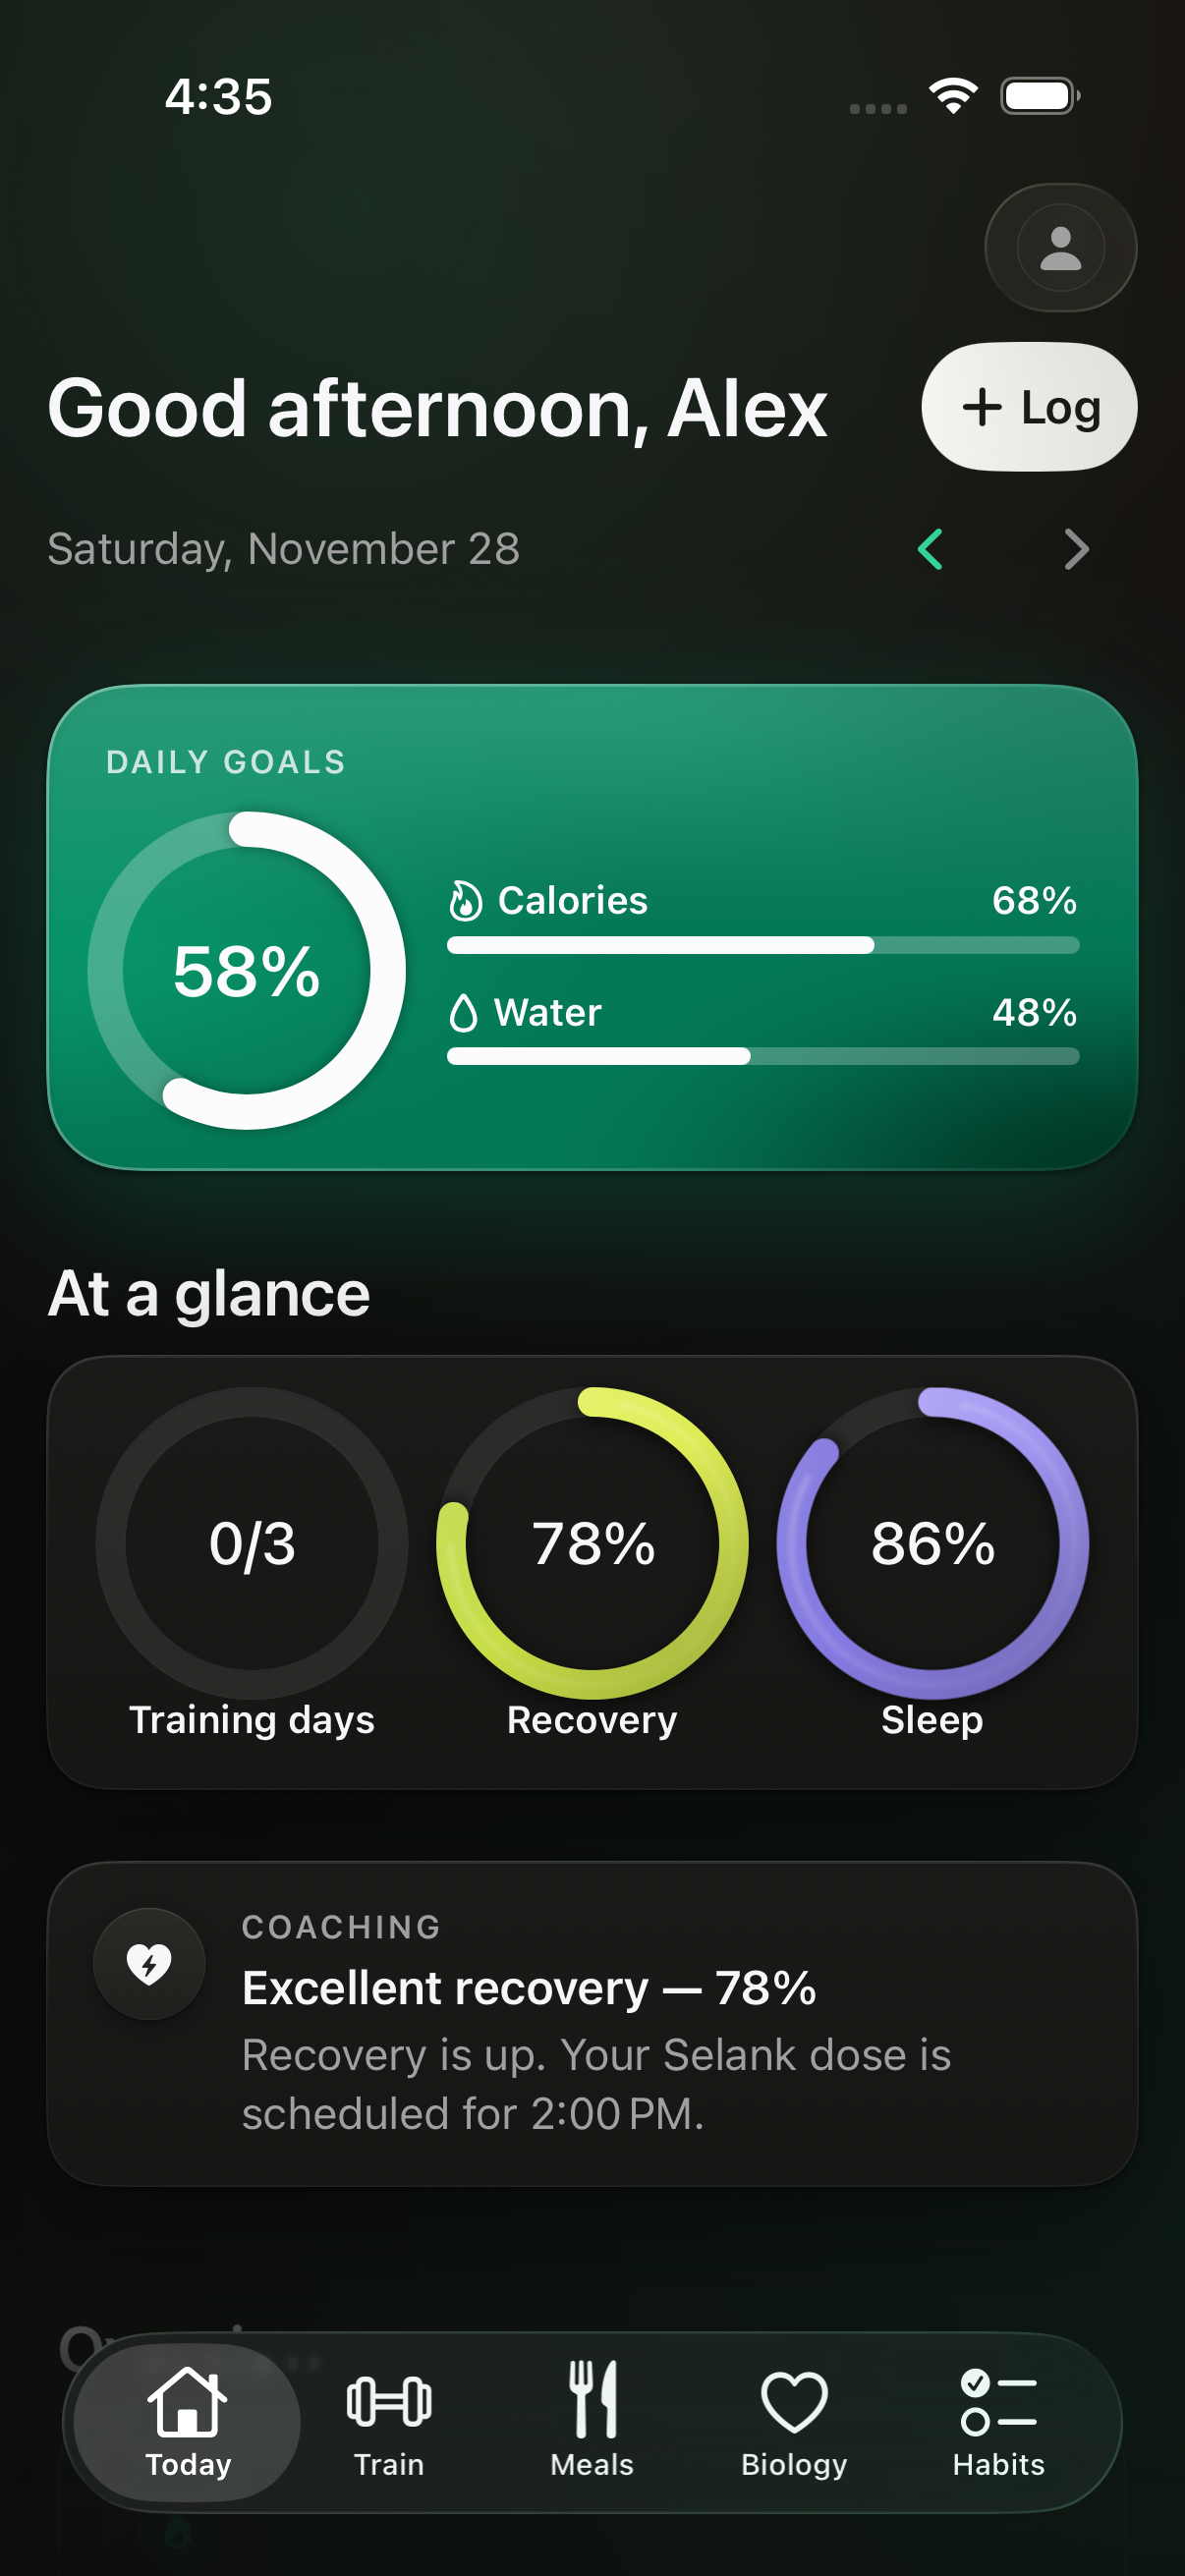 4:35
Good afternoon, Alex
+ Log
Saturday, November 28
DAILY GOALS
58%
Calories 68%
Water 48%
At a glance
0/3 78% 86%
Training days Recovery Sleep
COACHING
Excellent recovery — 78%
Recovery is up. Your Selank dose is
scheduled for 2:00 PM.
Today Train Meals Biology Habits